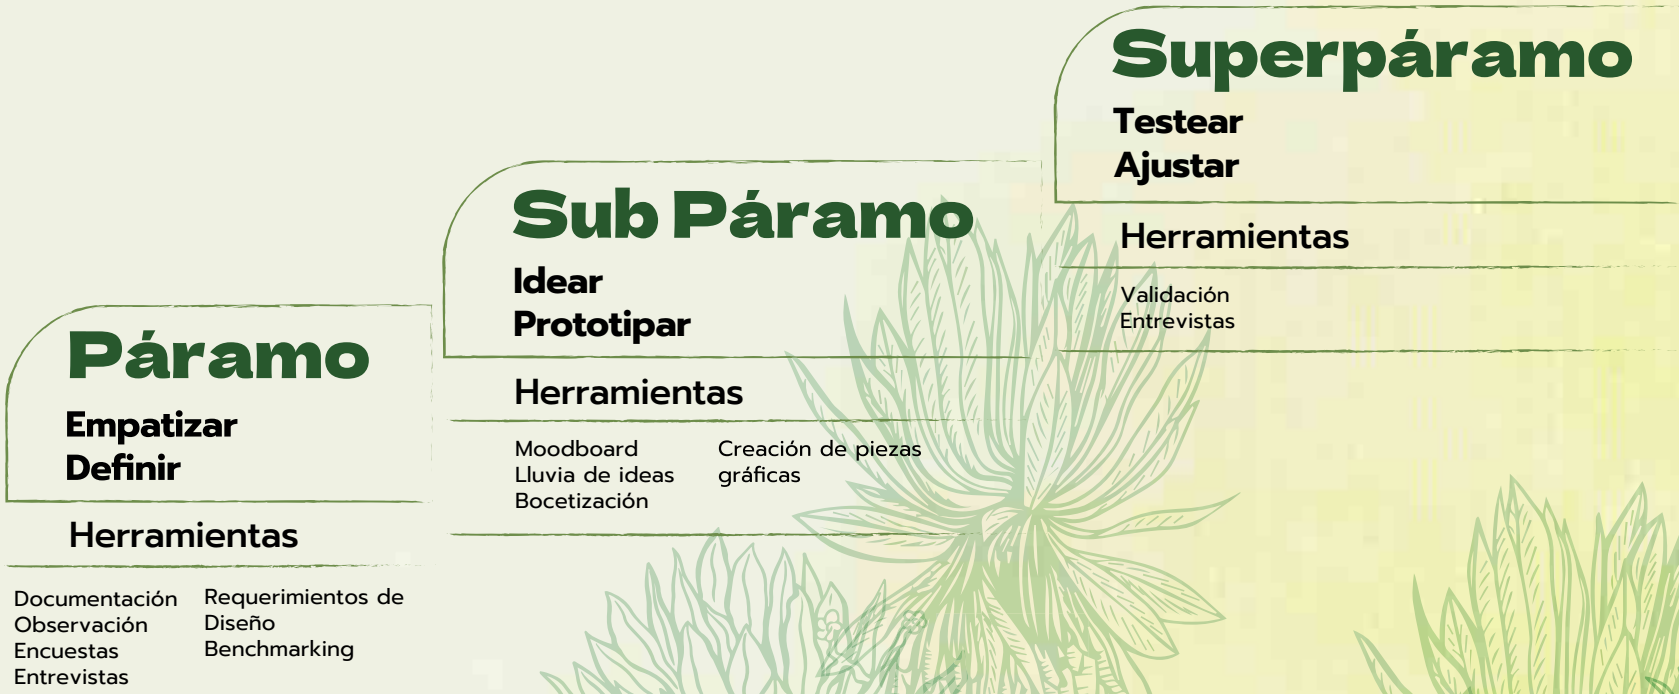 Páramo
Empatizar
Definir
Herramientas
Documentación
Observación
Encuestas
Entrevistas
Requerimientos de
Diseño
Benchmarking
Sub Páramo
Idear
Prototipar
Herramientas
Moodboard
Lluvia de ideas
Bocetización
Creación de piezas
gráficas
Superpáramo
Testear
Ajustar
Herramientas
Validación
Entrevistas